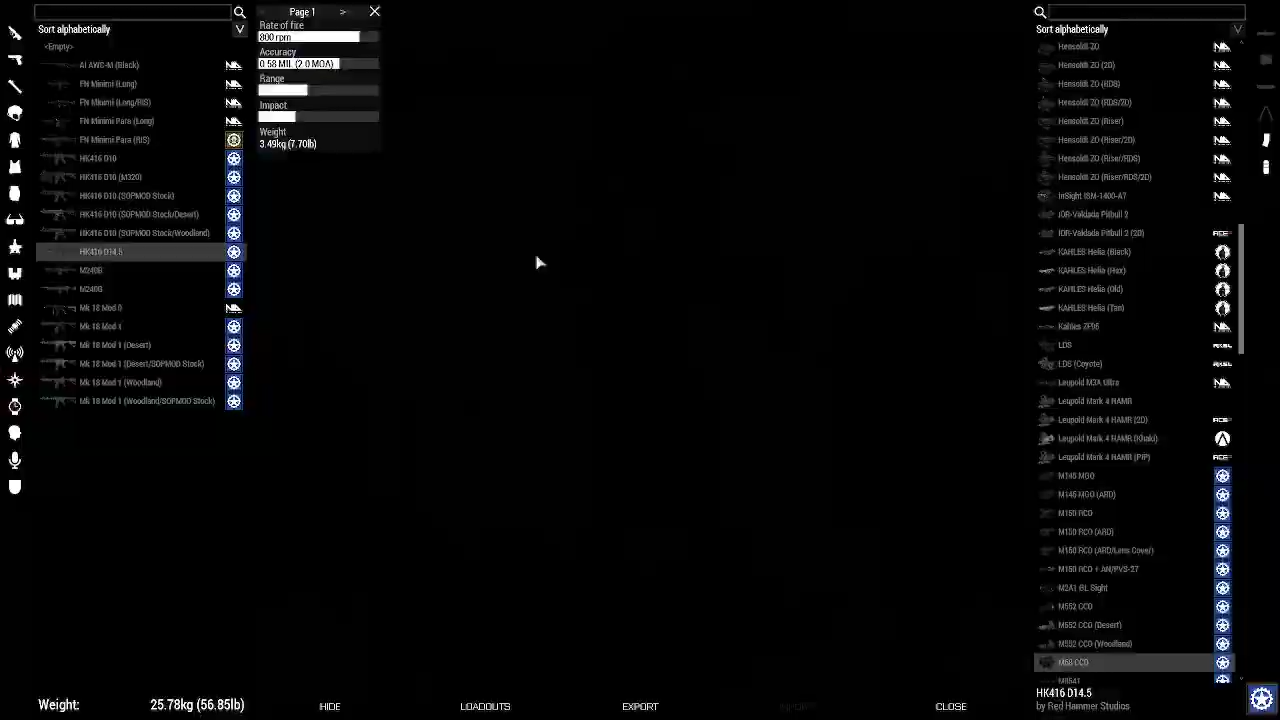 Sort alphabetically
<Empty>
AI AWC-M (Black)
FN Minimi (Long)
FN Minimi (Long/RIS)
FN Minimi Para (Long)
FN Minimi Para (RIS)
HK416 D10
HK416 D10 (M320)
HK416 D10 (SOPMOD Stock)
HK416 D10 (SOPMOD Stock/Desert)
HK416 D10 (SOPMOD Stock/Woodland)
HK416 D14.5
M240B
M240G
Mk 18 Mod 0
Mk 18 Mod 1
Mk 18 Mod 1 (Desert)
Mk 18 Mod 1 (Desert/SOPMOD Stock)
Mk 18 Mod 1 (Woodland)
Mk 18 Mod 1 (Woodland/SOPMOD Stock)
Weight: 25.78kg (56.85lb)
Page 1 >
Rate of fire
800 rpm
Accuracy
0.58 MIL (2.0 MOA)
Range
Impact
Weight
3.49kg (7.70lb)
HIDE LOADOUTS EXPORT CLOSE
Sort alphabetically
Hensoldt ZO
Hensoldt ZO (2D)
Hensoldt ZO (RDS)
Hensoldt ZO (RDS/2D)
Hensoldt ZO (Riser)
Hensoldt ZO (Riser/2D)
Hensoldt ZO (Riser/RDS)
Hensoldt ZO (Riser/RDS/2D)
InSight ISM-1400-A7
IOR-Valdada Pitbull 2
IOR-Valdada Pitbull 2 (2D)
KAHLES Helia (Black)
KAHLES Helia (Hex)
KAHLES Helia (Old)
KAHLES Helia (Tan)
Kahles ZF95
LDS
LDS (Coyote)
Leupold M3A Ultra
Leupold Mark 4 HAMR
Leupold Mark 4 HAMR (2D)
Leupold Mark 4 HAMR (Khaki)
Leupold Mark 4 HAMR (PIP)
M145 MGO
M145 MGO (ARD)
M150 RCO
M150 RCO (ARD)
M150 RCO (ARD/Lens Cover)
M150 RCO + AN/PVS-27
M2A1 GL Sight
M552 CCO
M552 CCO (Desert)
M552 CCO (Woodland)
M68 CCO
M8541
HK416 D14.5
by Red Hammer Studios